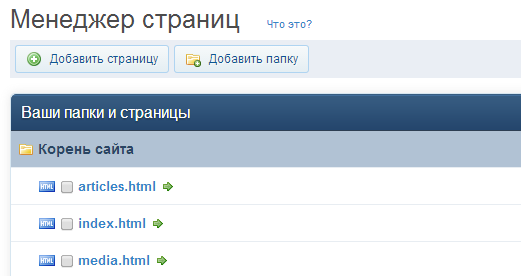 Менеджер страниц Что это?
Добавить страницу Добавить папку
Ваши папки и страницы
Корень сайта
HTML articles.html
HTML index.html
HTML media.html